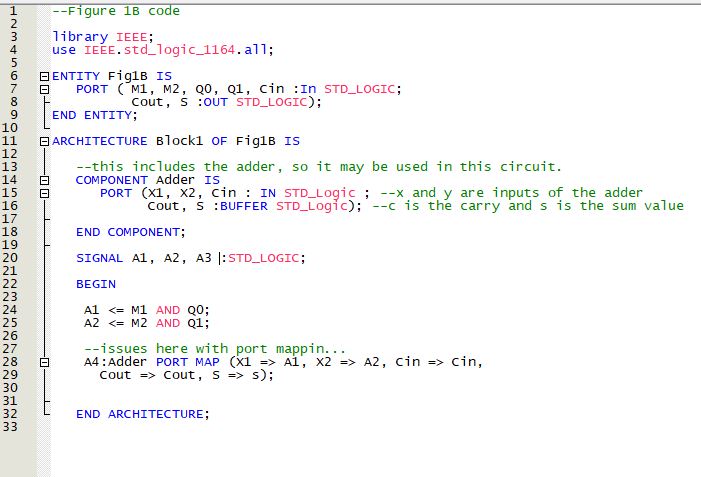 1 --Figure 1B code
2
3 library IEEE;
4 use IEEE.std_logic_1164.all;
5
6 ENTITY Fig1B IS
7 PORT ( M1, M2, Q0, Q1, Cin :In STD_LOGIC;
8 Cout, S :OUT STD_LOGIC);
9 END ENTITY;
10
11 ARCHITECTURE Block1 OF Fig1B IS
12
13 --this includes the adder, so it may be used in this circuit.
14 COMPONENT Adder IS
15 PORT (X1, X2, Cin : IN STD_Logic ; --x and y are inputs of the adder
16 Cout, S :BUFFER STD_Logic); --c is the carry and s is the sum value
17
18 END COMPONENT;
19
20 SIGNAL A1, A2, A3 :STD_LOGIC;
21
22 BEGIN
23
24 A1 <= M1 AND Q0;
25 A2 <= M2 AND Q1;
26
27 --issues here with port mappin...
28 A4:Adder PORT MAP (X1 => A1, X2 => A2, Cin => Cin,
29 Cout => Cout, S => s);
30
31
32 END ARCHITECTURE;
33